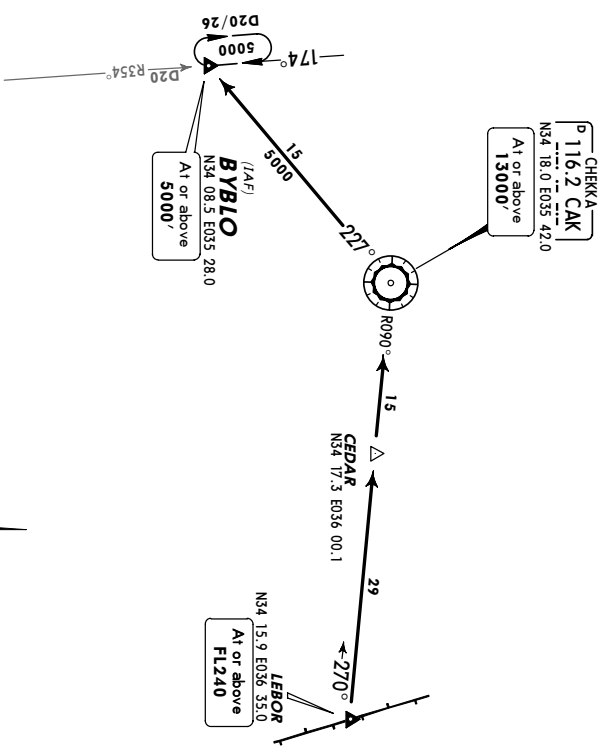 CHEKKA
D 116.2 CAK
N34 18.0 E035 42.0
At or above
13000'
D20/26
5000
174°
D20 R354°
15
5000
227°
(IAF)
BYBLO
N34 08.5 E035 28.0
At or above
5000'
R090°
15
CEDAR
N34 17.3 E036 00.1
29
270°
LEBOR
N34 15.9 E036 35.0
At or above
FL240